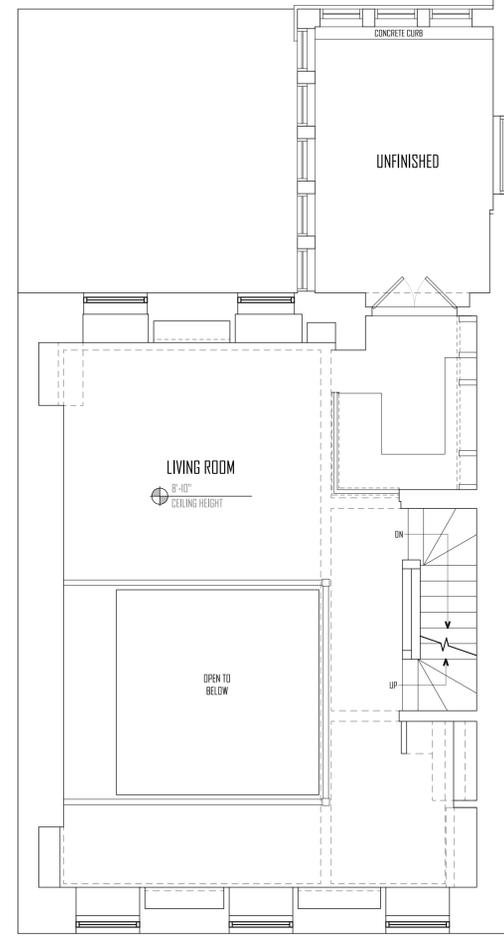 CONCRETE CURB
UNFINISHED
LIVING ROOM
8'-10"
CEILING HEIGHT
DN
OPEN TO
BELOW
UP